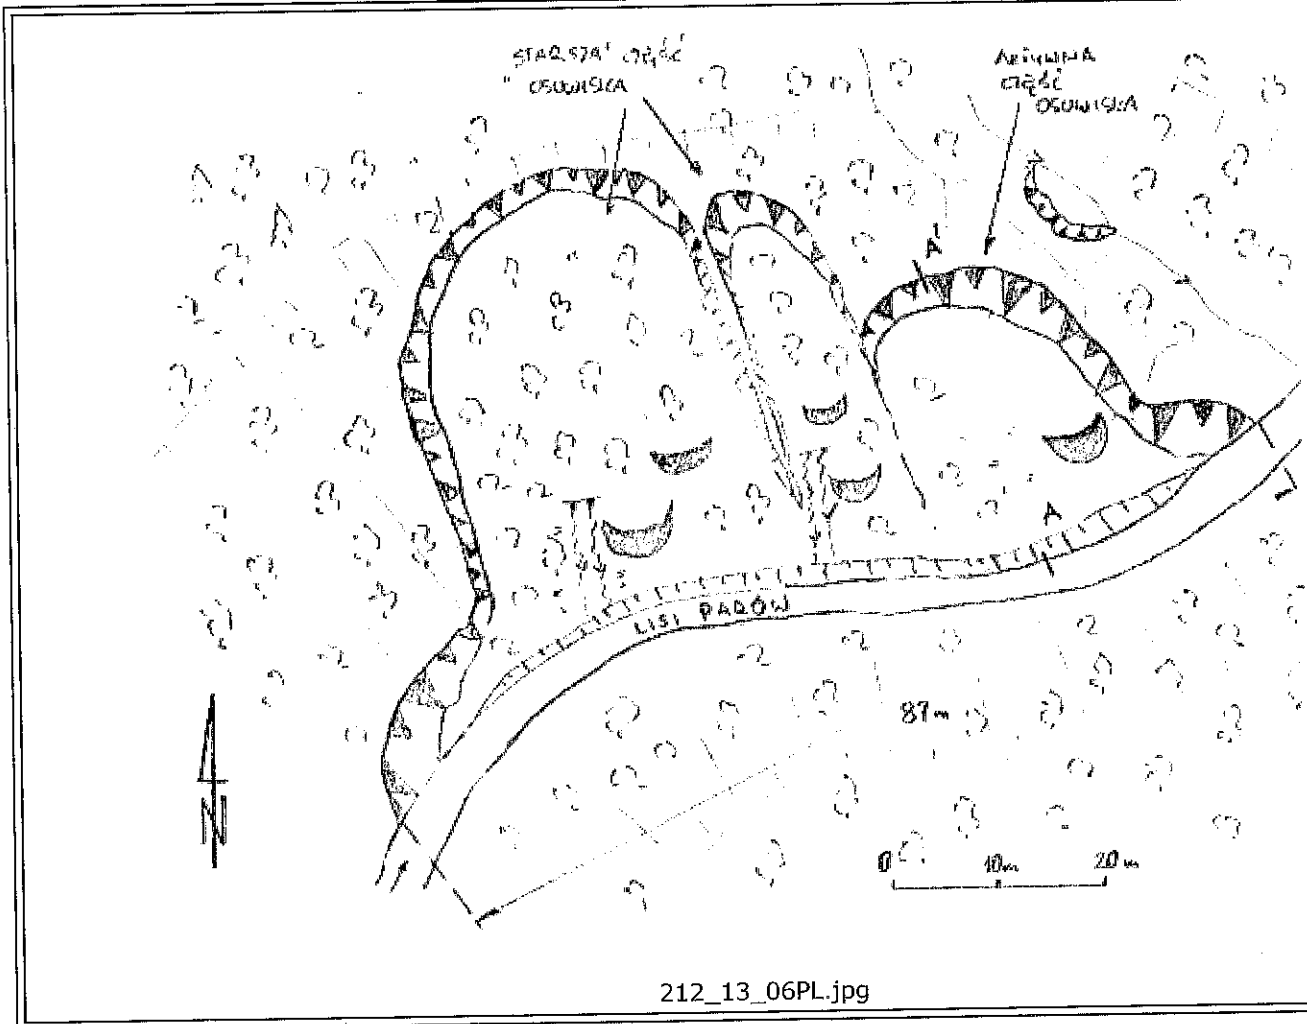 "STARSZA" CZĘŚĆ
OSUWISKA
AKTYWNA
CZĘŚĆ
OSUWISKA
A'
A
LISI PARÓW
87m
N
0 10m 20m
212_13_06PL.jpg